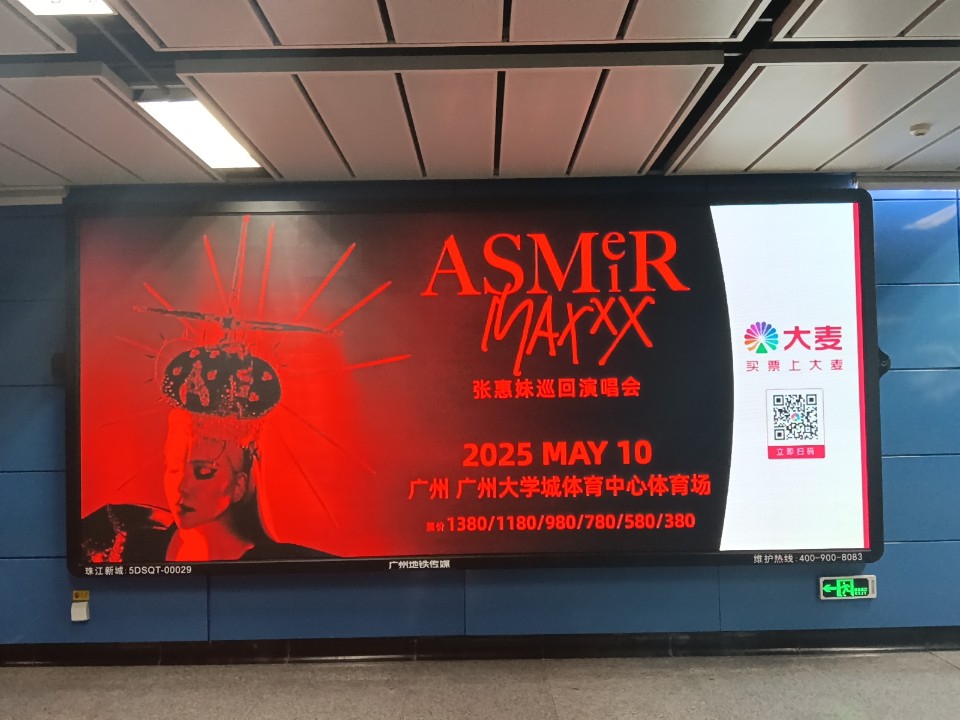 ASMeiR
MAXXX
张惠妹巡回演唱会
2025 MAY 10
广州 广州大学城体育中心体育场
票价1380/1180/980/780/580/380
大麦
买票上大麦
立即扫码
珠江新城: 5DSQT-00029
广州地铁传媒
维护热线: 400-900-8083